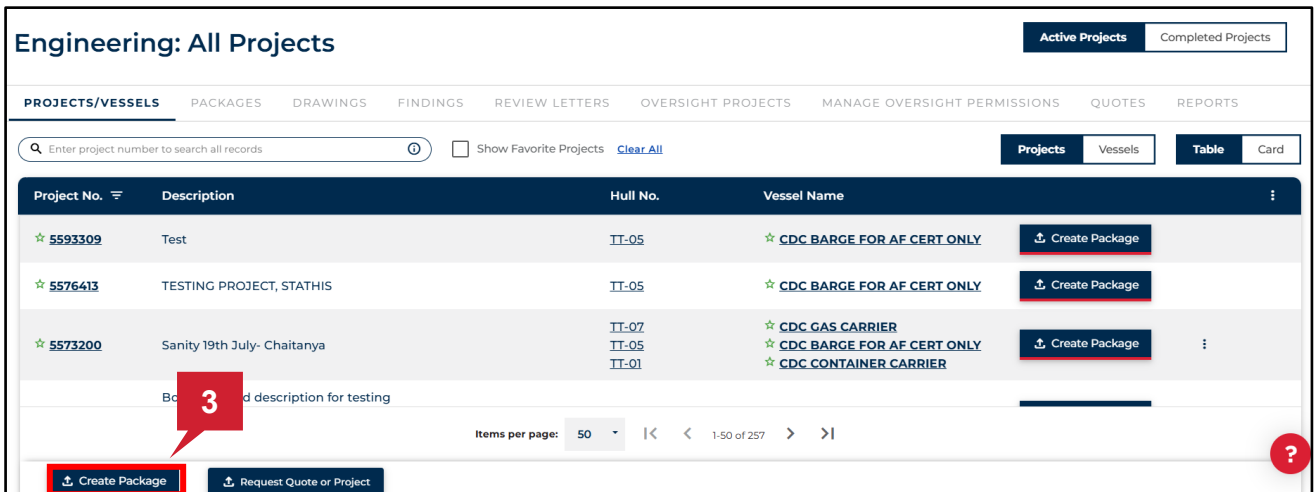 Engineering: All Projects
Active Projects Completed Projects
PROJECTS/VESSELS PACKAGES DRAWINGS FINDINGS REVIEW LETTERS OVERSIGHT PROJECTS MANAGE OVERSIGHT PERMISSIONS QUOTES REPORTS
Enter project number to search all records Show Favorite Projects Clear All Projects Vessels Table Card
Project No. Description Hull No. Vessel Name
5593309 Test TT-05 CDC BARGE FOR AF CERT ONLY Create Package
5576413 TESTING PROJECT, STATHIS TT-05 CDC BARGE FOR AF CERT ONLY Create Package
TT-07 CDC GAS CARRIER
5573200 Sanity 19th July- Chaitanya TT-05 CDC BARGE FOR AF CERT ONLY Create Package
TT-01 CDC CONTAINER CARRIER
description for testing
3
Items per page: 50 1-50 of 257
?
Create Package Request Quote or Project